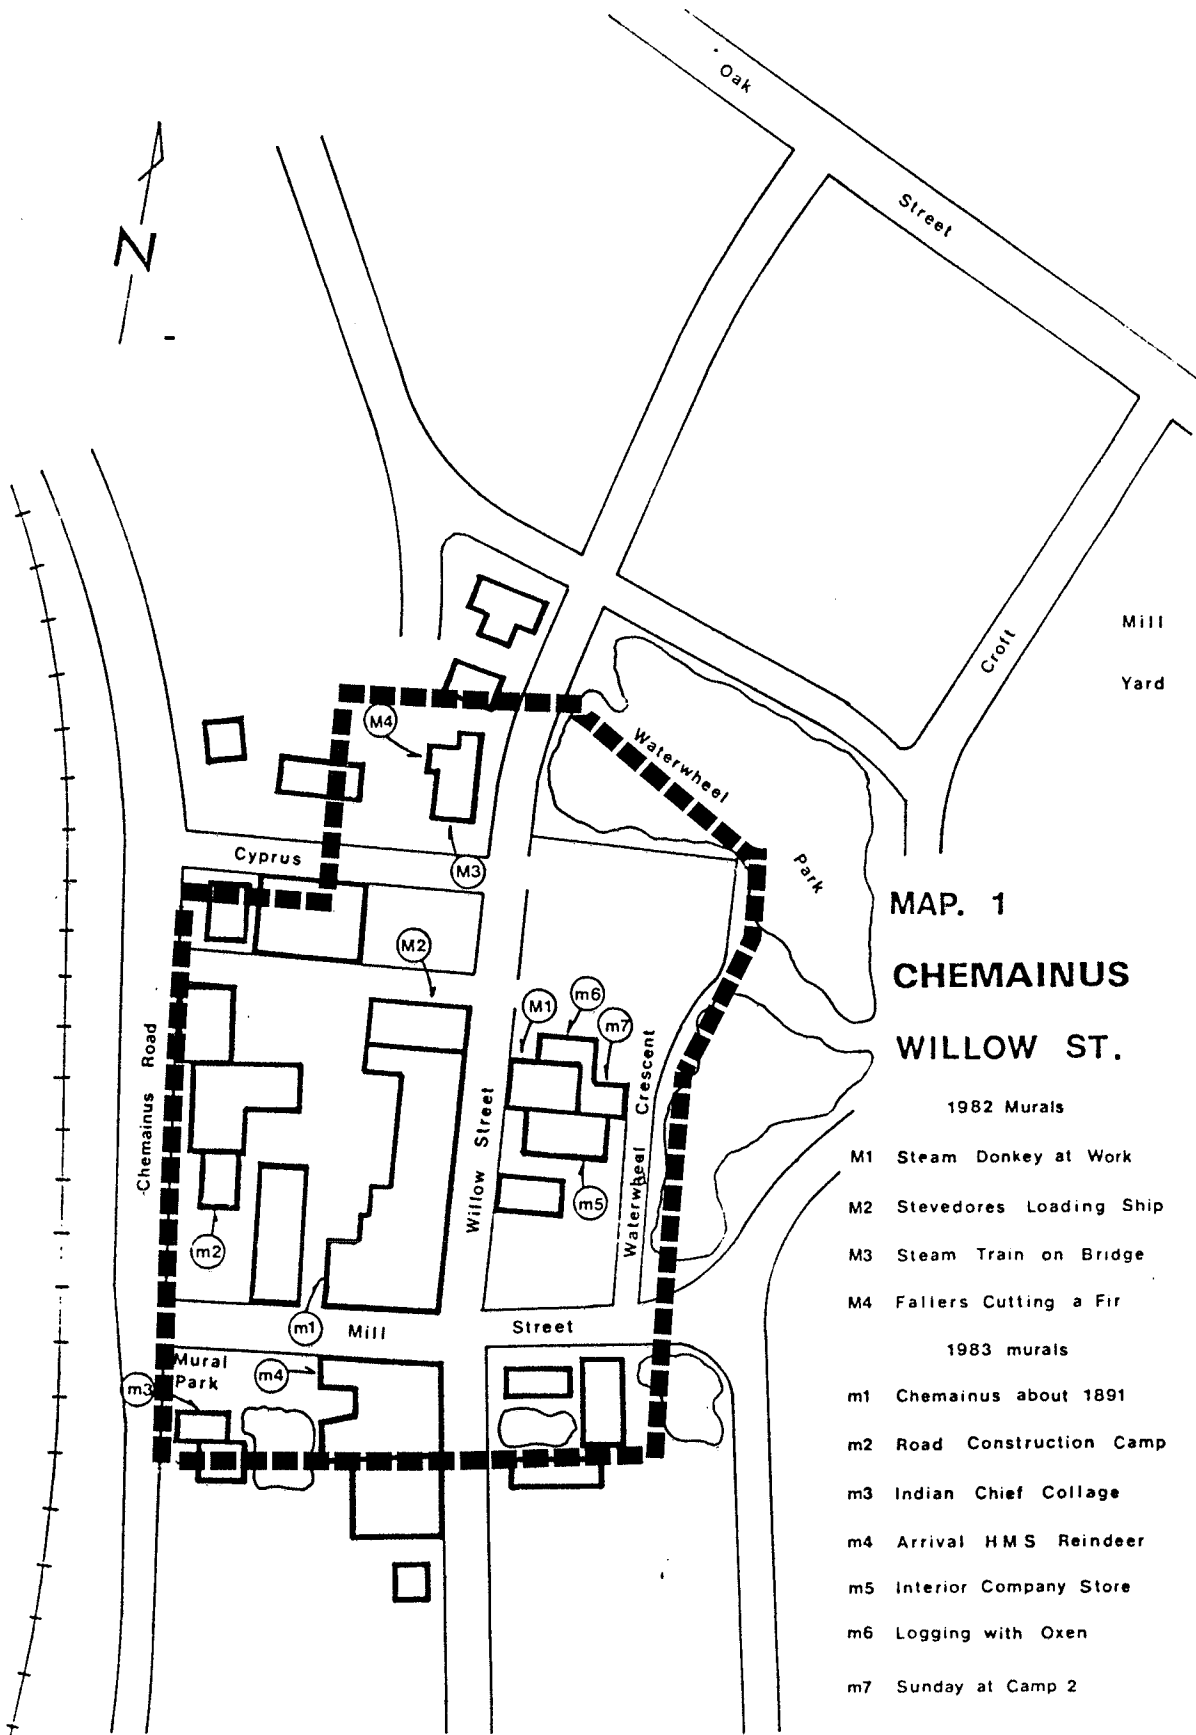 Oak
Street
N
Croft
Mill
Yard
M4
Waterwheel
Park
Cyprus
M3
MAP. 1
CHEMAINUS
WILLOW ST.
M2
M1
m6
m7
Chemainus Road
Willow Street
Waterwheel Crescent
m5
m2
m1
Mill Street
Mural
Park
m3
m4
1982 Murals
M1 Steam Donkey at Work
M2 Stevedores Loading Ship
M3 Steam Train on Bridge
M4 Fallers Cutting a Fir
1983 murals
m1 Chemainus about 1891
m2 Road Construction Camp
m3 Indian Chief Collage
m4 Arrival HMS Reindeer
m5 Interior Company Store
m6 Logging with Oxen
m7 Sunday at Camp 2